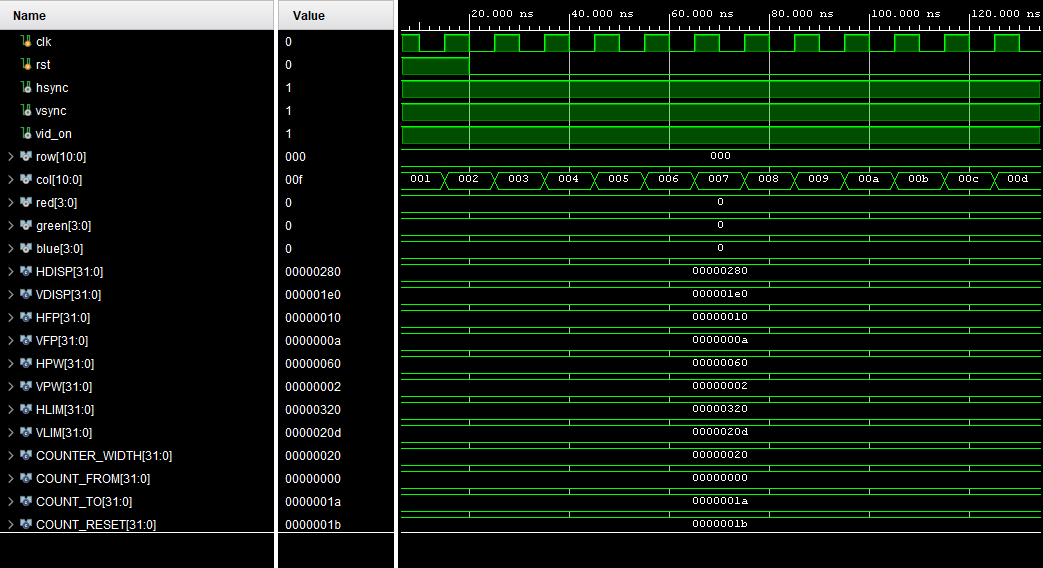 Name Value 20.000 ns 40.000 ns 60.000 ns 80.000 ns 100.000 ns 120.000 ns
clk 0
rst 0
hsync 1
vsync 1
vid_on 1
row[10:0] 000 000
col[10:0] 00f 001 002 003 004 005 006 007 008 009 00a 00b 00c 00d
red[3:0] 0 0
green[3:0] 0 0
blue[3:0] 0 0
HDISP[31:0] 00000280 00000280
VDISP[31:0] 000001e0 000001e0
HFP[31:0] 00000010 00000010
VFP[31:0] 0000000a 0000000a
HPW[31:0] 00000060 00000060
VPW[31:0] 00000002 00000002
HLIM[31:0] 00000320 00000320
VLIM[31:0] 0000020d 0000020d
COUNTER_WIDTH[31:0] 00000020 00000020
COUNT_FROM[31:0] 00000000 00000000
COUNT_TO[31:0] 0000001a 0000001a
COUNT_RESET[31:0] 0000001b 0000001b